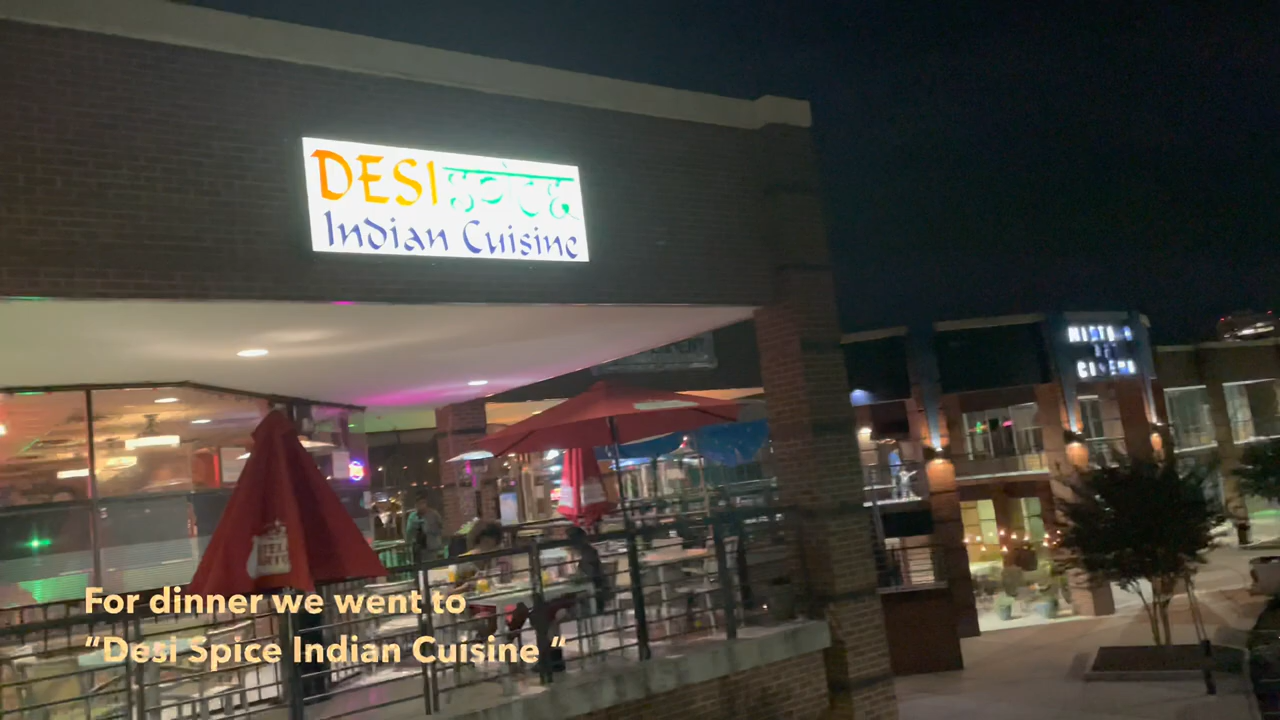 DESI spice
Indian Cuisine
For dinner we went to
“Desi Spice Indian Cuisine “